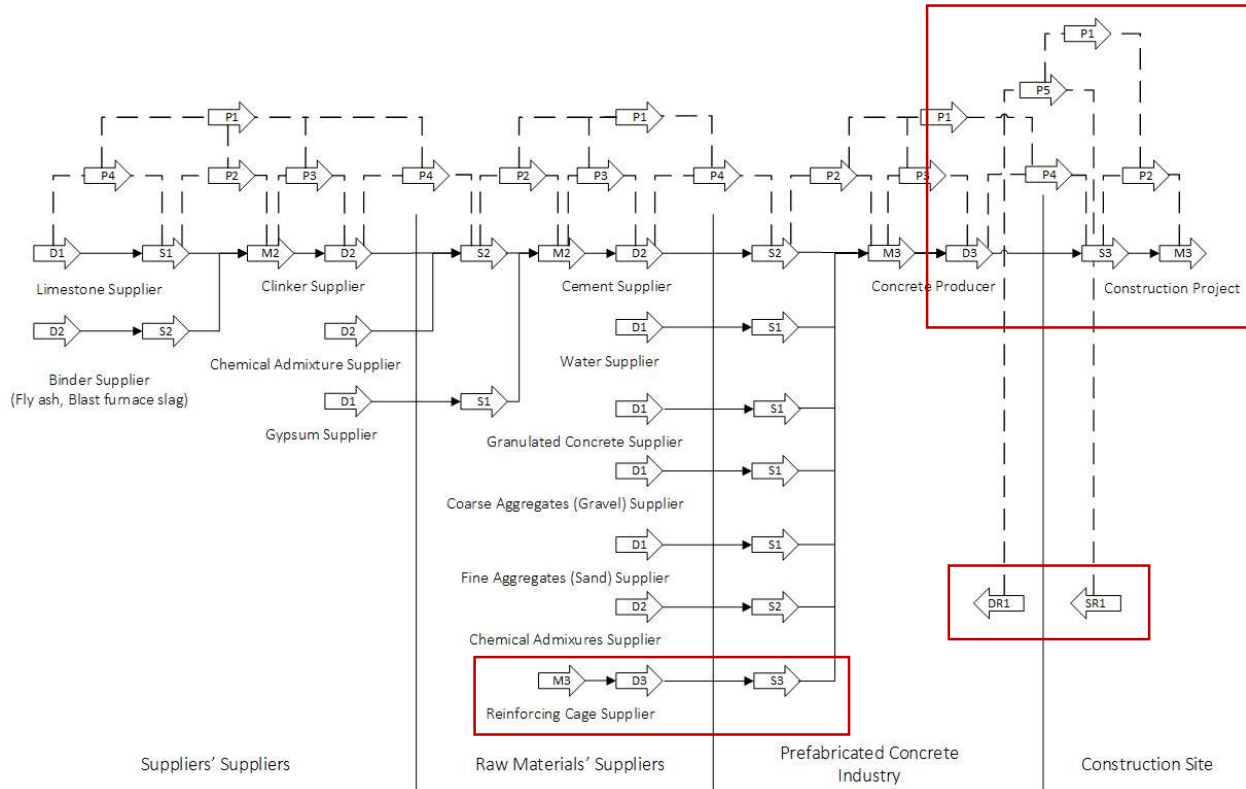 P1
P5
P1
P1
P1
P4
P2
P3
P4
P2
P3
P4
P2
P3
P4
P2
D1
S1
M2
D2
S2
M2
D2
S2
M3
D3
S3
M3
Limestone Supplier
Clinker Supplier
Cement Supplier
Concrete Producer
Construction Project
D2
S2
D2
D1
S1
Binder Supplier
(Fly ash, Blast furnace slag)
Chemical Admixture Supplier
Water Supplier
D1
S1
D1
S1
Gypsum Supplier
Granulated Concrete Supplier
D1
S1
Coarse Aggregates (Gravel) Supplier
D1
S1
Fine Aggregates (Sand) Supplier
D2
S2
DR1
SR1
Chemical Admixures Supplier
M3
D3
S3
Reinforcing Cage Supplier
Suppliers' Suppliers
Raw Materials' Suppliers
Prefabricated Concrete
Industry
Construction Site